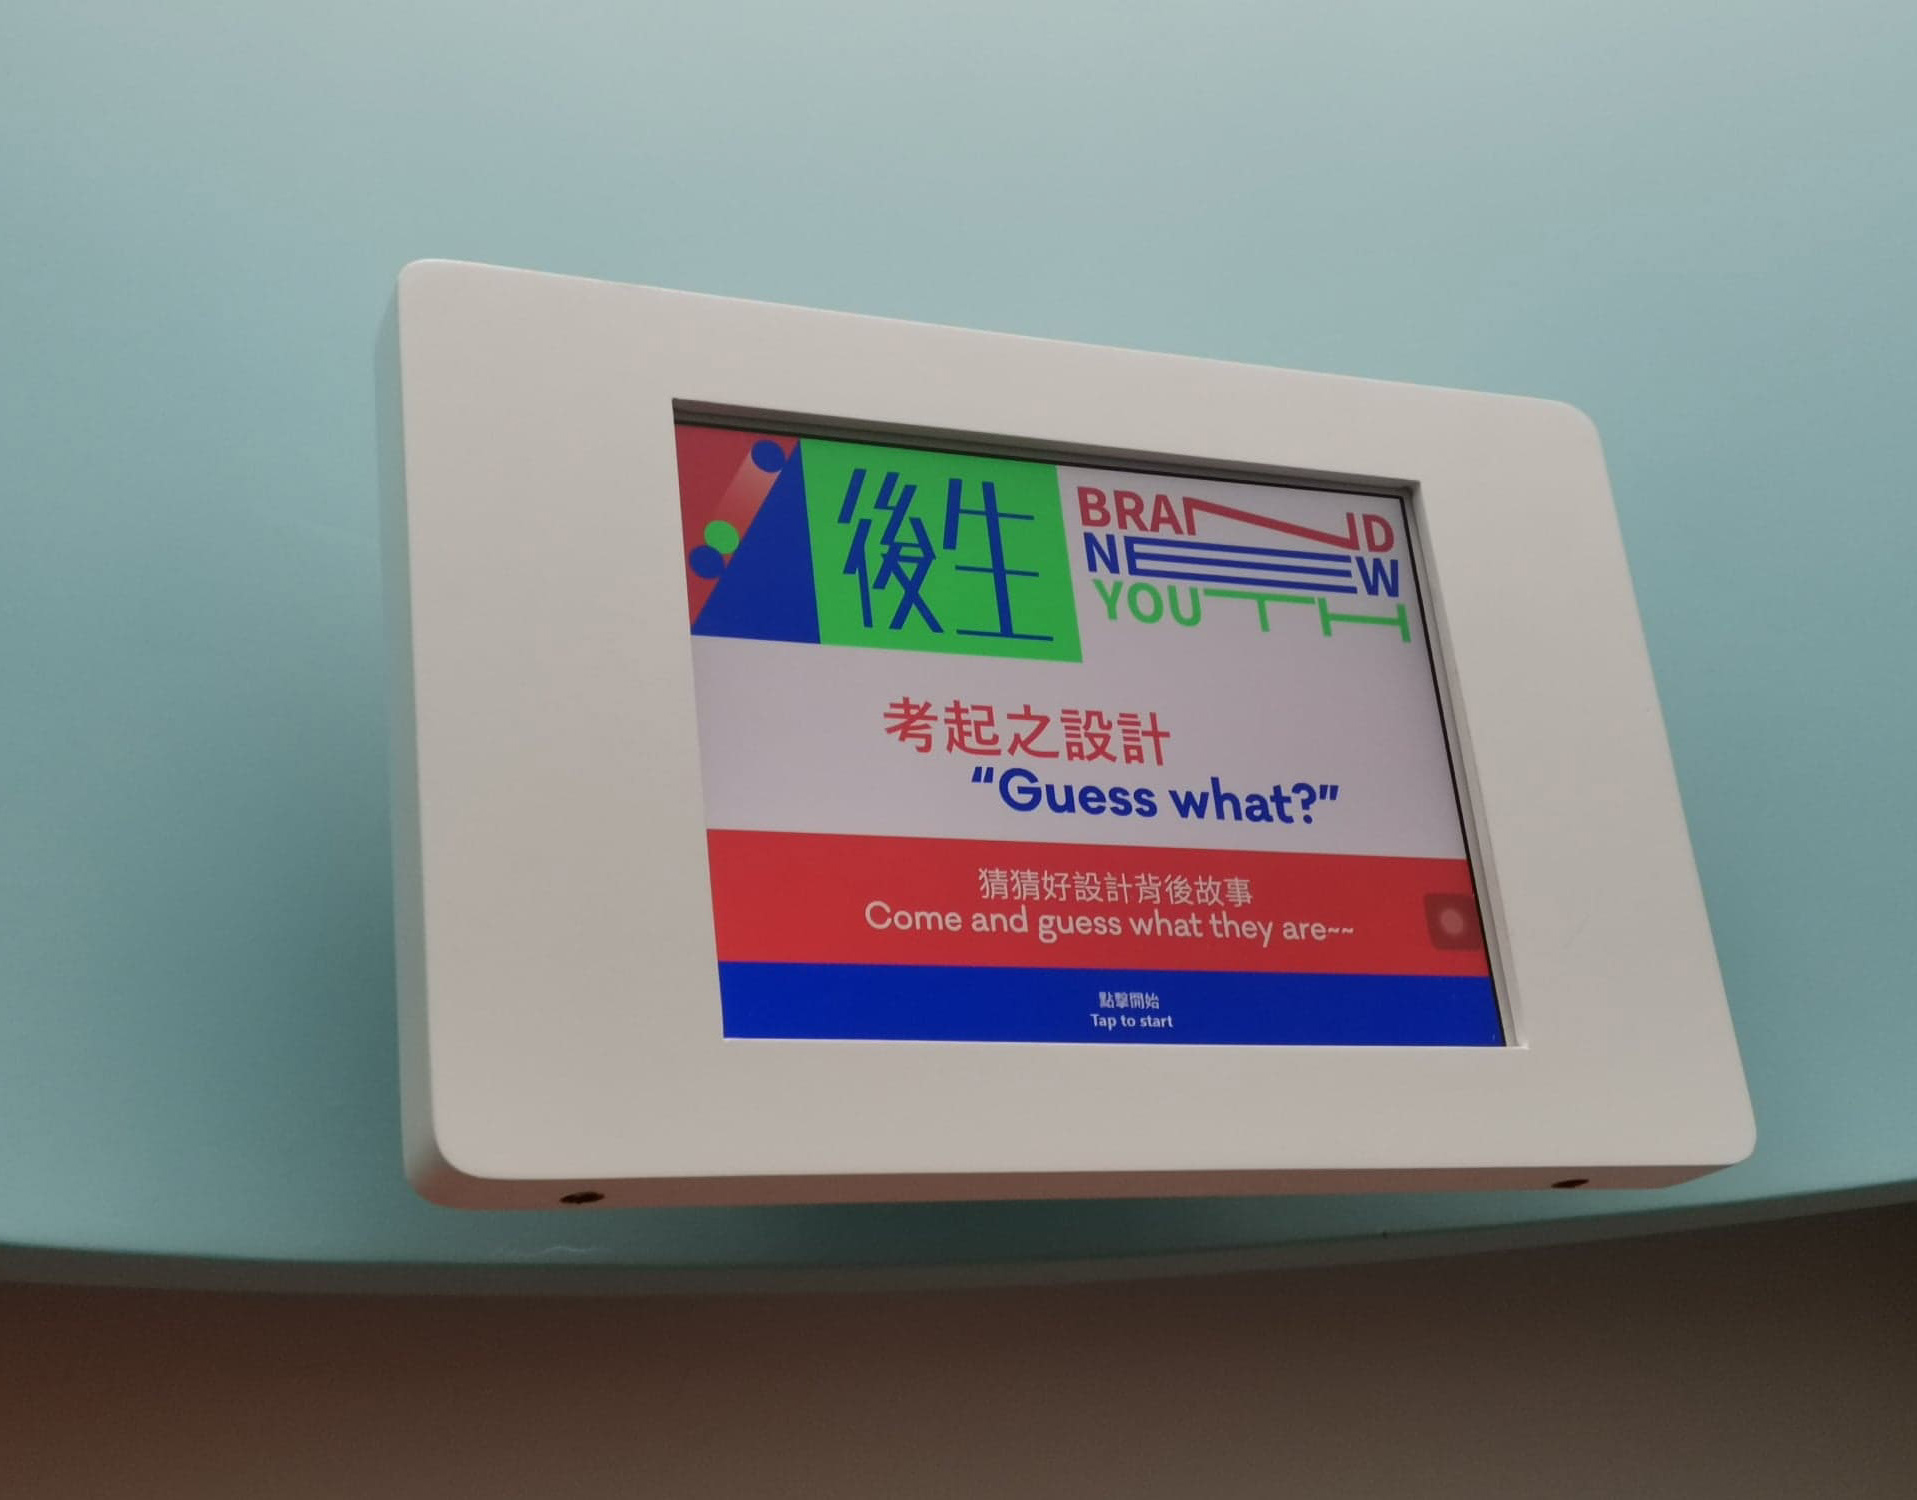 後生
BRAND
NEW
YOUTH
考起之設計
“Guess what?”
猜猜好設計背後故事
Come and guess what they are~~
點擊開始
Tap to start